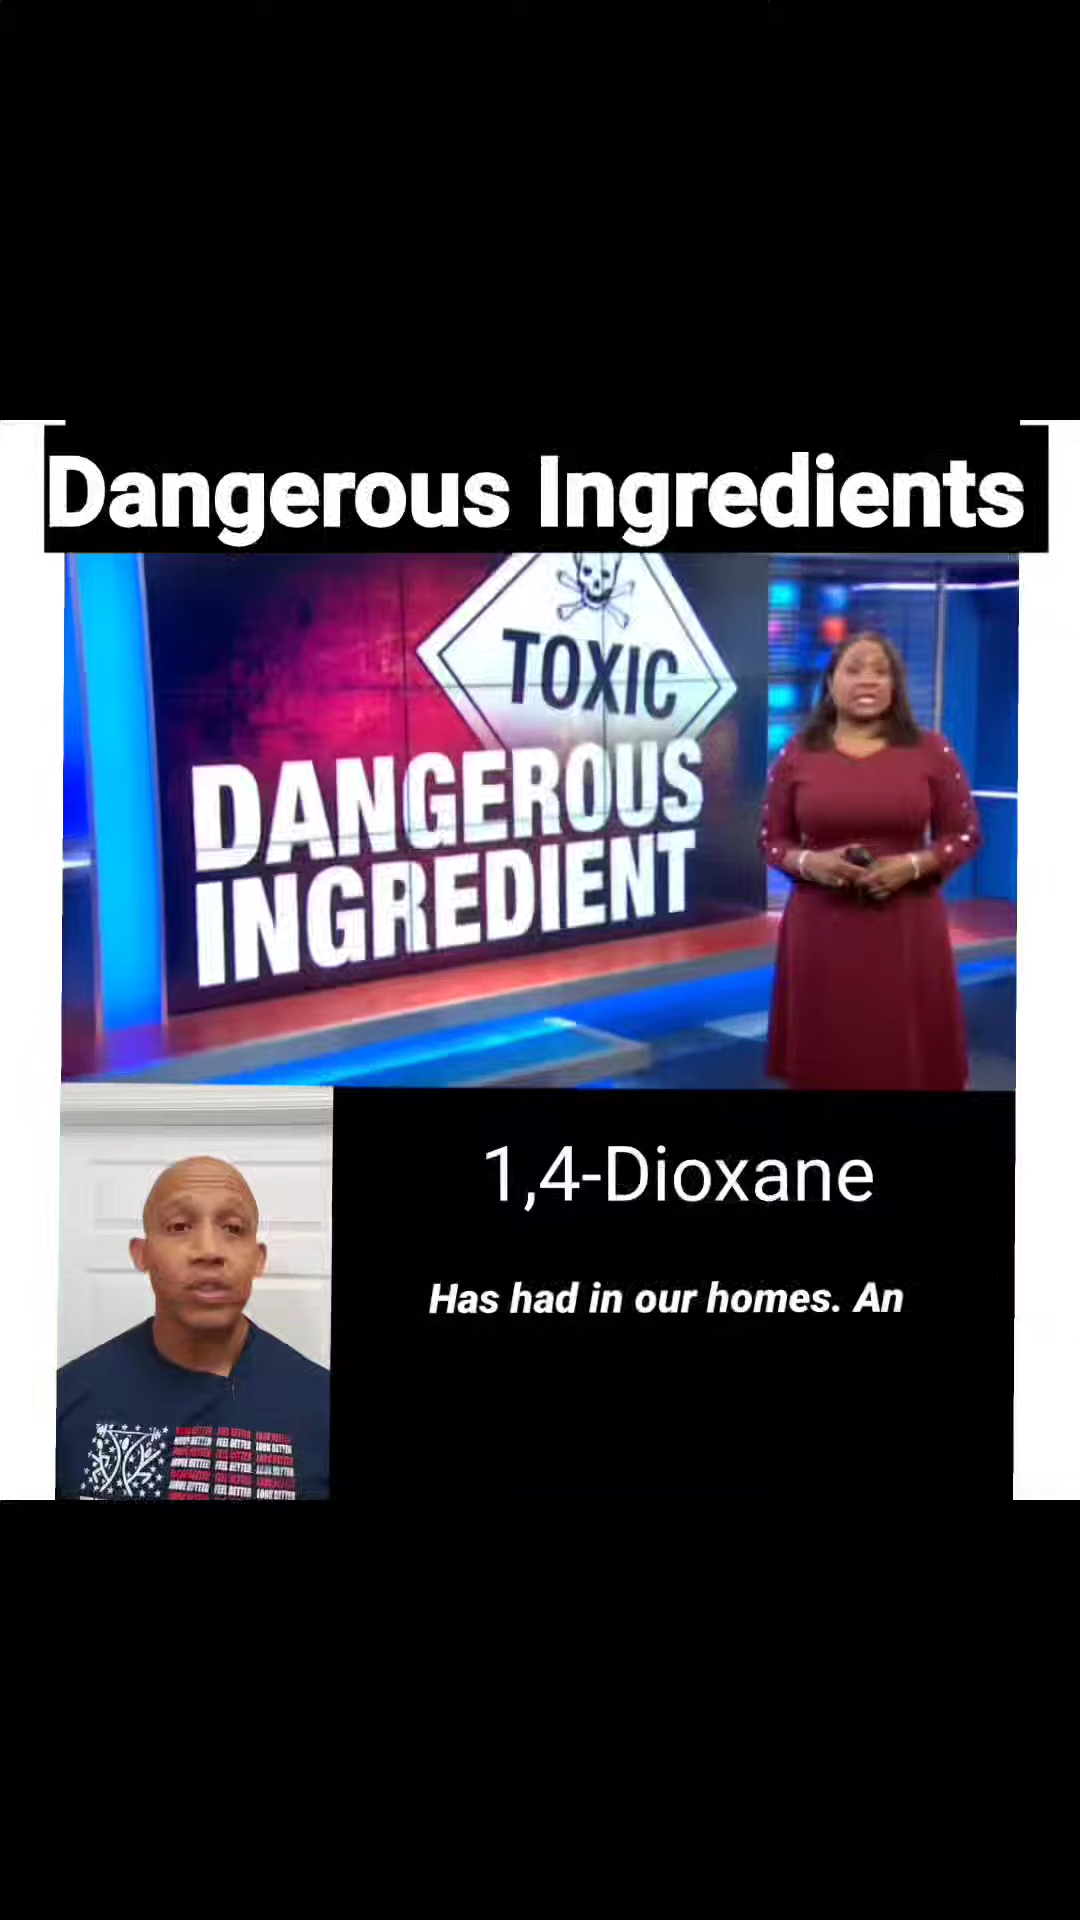 Dangerous Ingredients
TOXIC
DANGEROUS
INGREDIENT
1,4-Dioxane
Has had in our homes. An